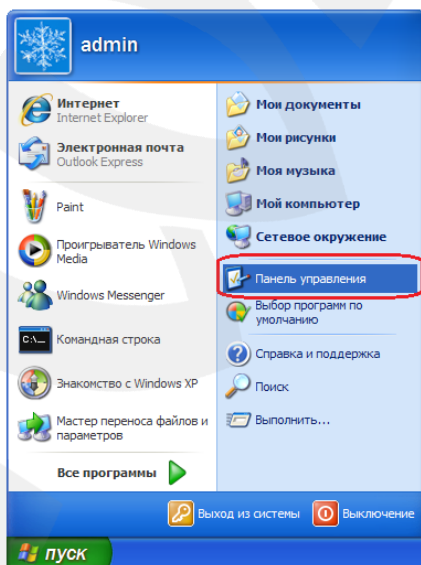 admin
Интернет
Internet Explorer
Электронная почта
Outlook Express
Paint
Проигрыватель Windows
Media
Windows Messenger
C:\_
Командная строка
Знакомство с Windows XP
Мастер переноса файлов и
параметров
Все программы
Мои документы
Мои рисунки
Моя музыка
Мой компьютер
Сетевое окружение
Панель управления
Выбор программ по
умолчанию
Справка и поддержка
Поиск
Выполнить...
Выход из системы
Выключение
пуск